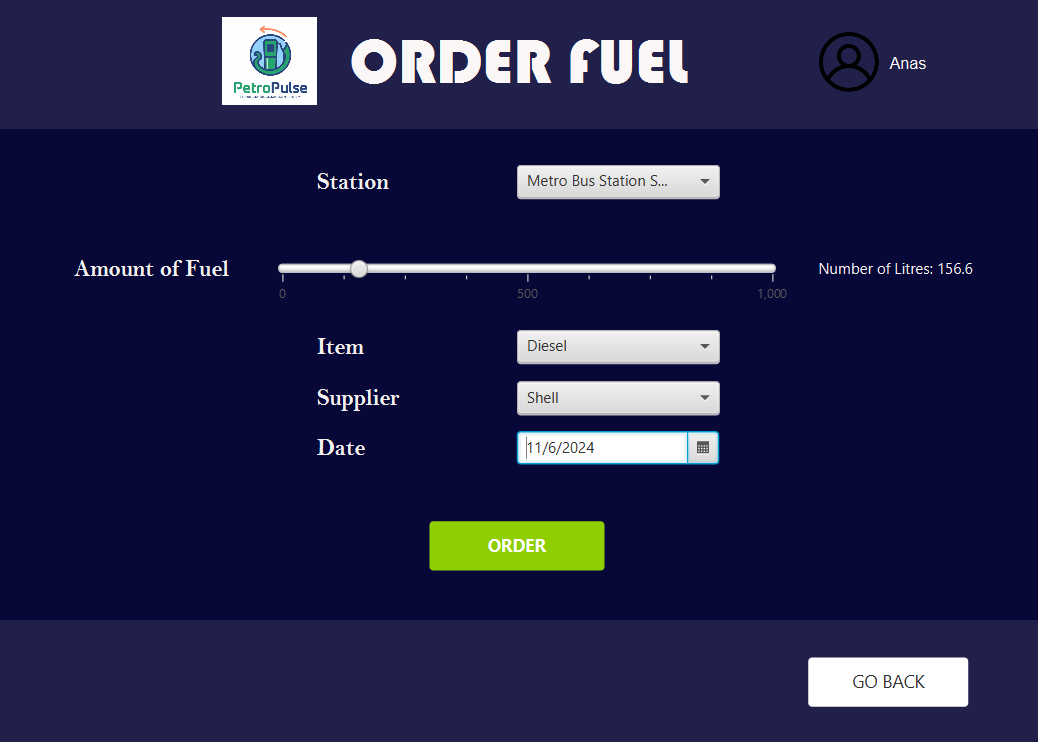 PetroPulse
ORDER FUEL
Anas
Station
Metro Bus Station S...
Amount of Fuel
0
500
1,000
Number of Litres: 156.6
Item
Diesel
Supplier
Shell
Date
11/6/2024
ORDER
GO BACK